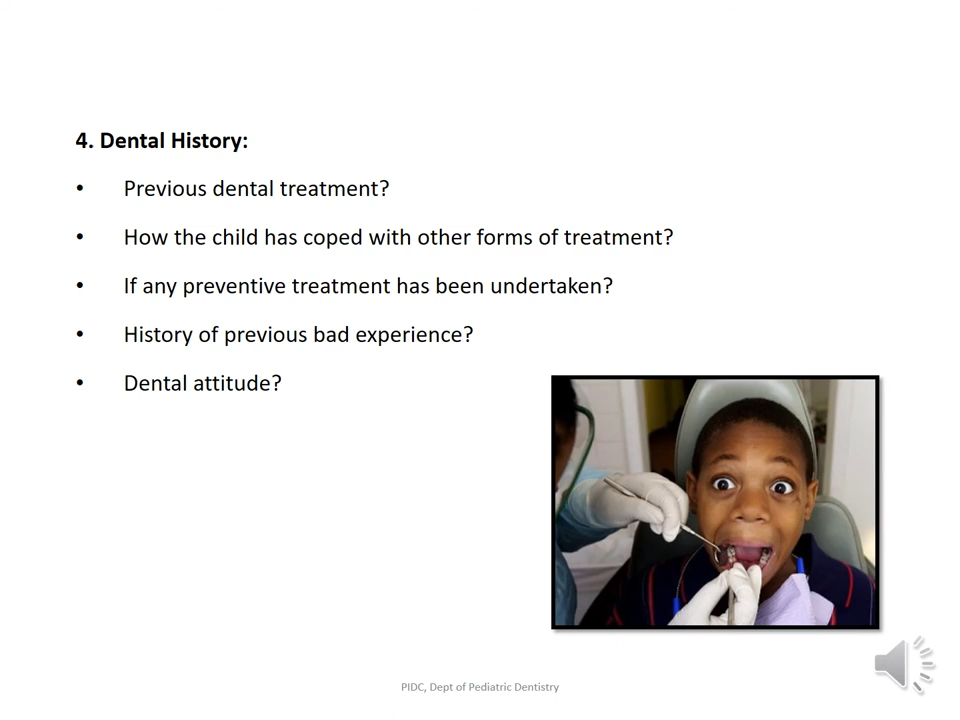 4. Dental History:
• Previous dental treatment?
• How the child has coped with other forms of treatment?
• If any preventive treatment has been undertaken?
• History of previous bad experience?
• Dental attitude?
PIDC, Dept of Pediatric Dentistry